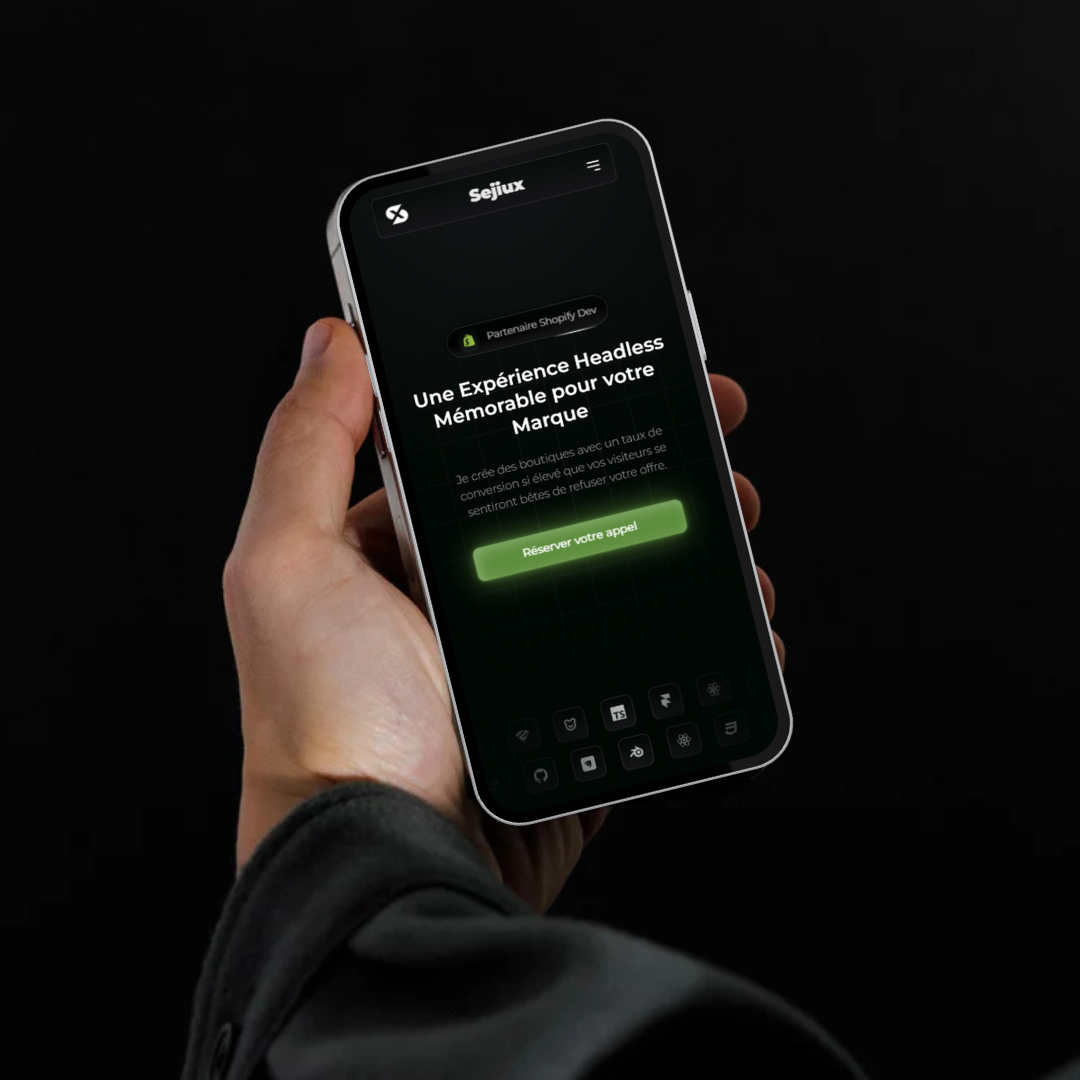 Sejiux
Partenaire Shopify Dev
Une Expérience Headless
Mémorable pour votre
Marque
Je crée des boutiques avec un taux de
conversion si élevé que vos visiteurs se
sentiront bêtes de refuser votre offre.
Réserver votre appel
TS